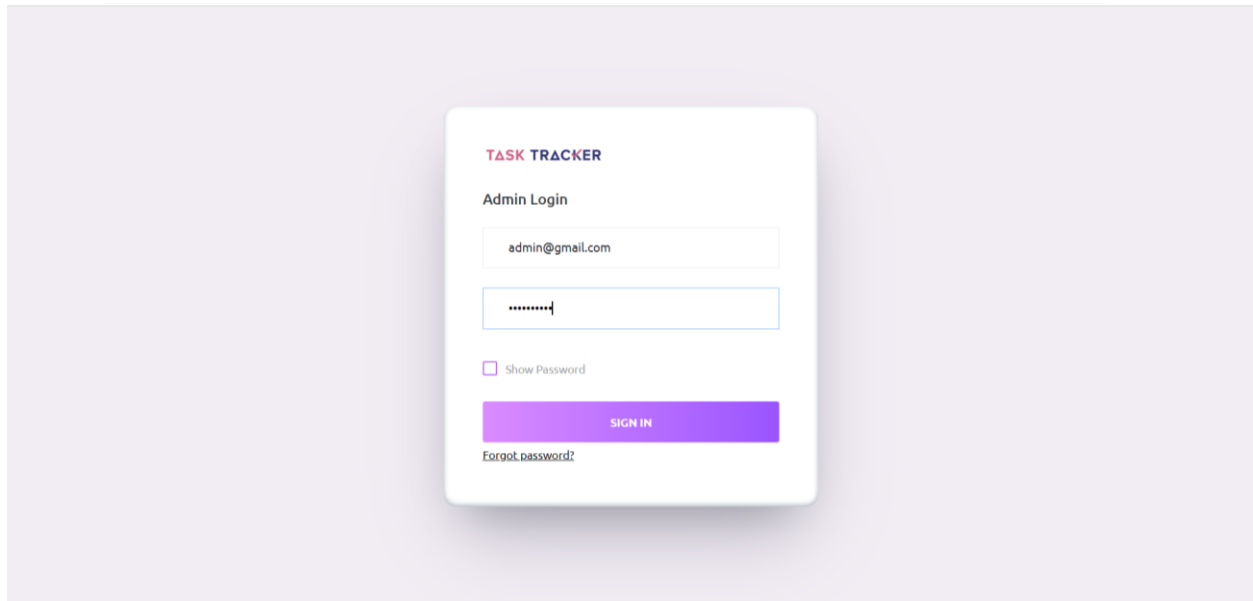 TASK TRACKER
Admin Login
admin@gmail.com
••••••••••
Show Password
SIGN IN
Forgot password?